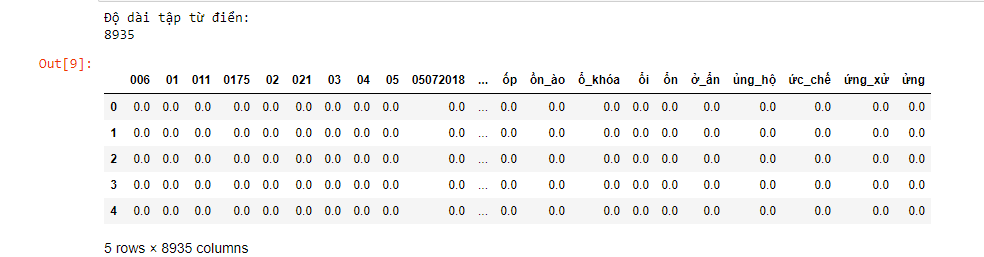 Độ dài tập từ điển:
8935
Out[9]:
006 01 011 0175 02 021 03 04 05 05072018 ... ốp ồn_ào ổ_khóa ổi ổn ở_ẩn ủng_hộ ức_chế ứng_xử ửng
0 0.0 0.0 0.0 0.0 0.0 0.0 0.0 0.0 0.0 0.0 ... 0.0 0.0 0.0 0.0 0.0 0.0 0.0 0.0 0.0 0.0
1 0.0 0.0 0.0 0.0 0.0 0.0 0.0 0.0 0.0 0.0 ... 0.0 0.0 0.0 0.0 0.0 0.0 0.0 0.0 0.0 0.0
2 0.0 0.0 0.0 0.0 0.0 0.0 0.0 0.0 0.0 0.0 ... 0.0 0.0 0.0 0.0 0.0 0.0 0.0 0.0 0.0 0.0
3 0.0 0.0 0.0 0.0 0.0 0.0 0.0 0.0 0.0 0.0 ... 0.0 0.0 0.0 0.0 0.0 0.0 0.0 0.0 0.0 0.0
4 0.0 0.0 0.0 0.0 0.0 0.0 0.0 0.0 0.0 0.0 ... 0.0 0.0 0.0 0.0 0.0 0.0 0.0 0.0 0.0 0.0
5 rows × 8935 columns